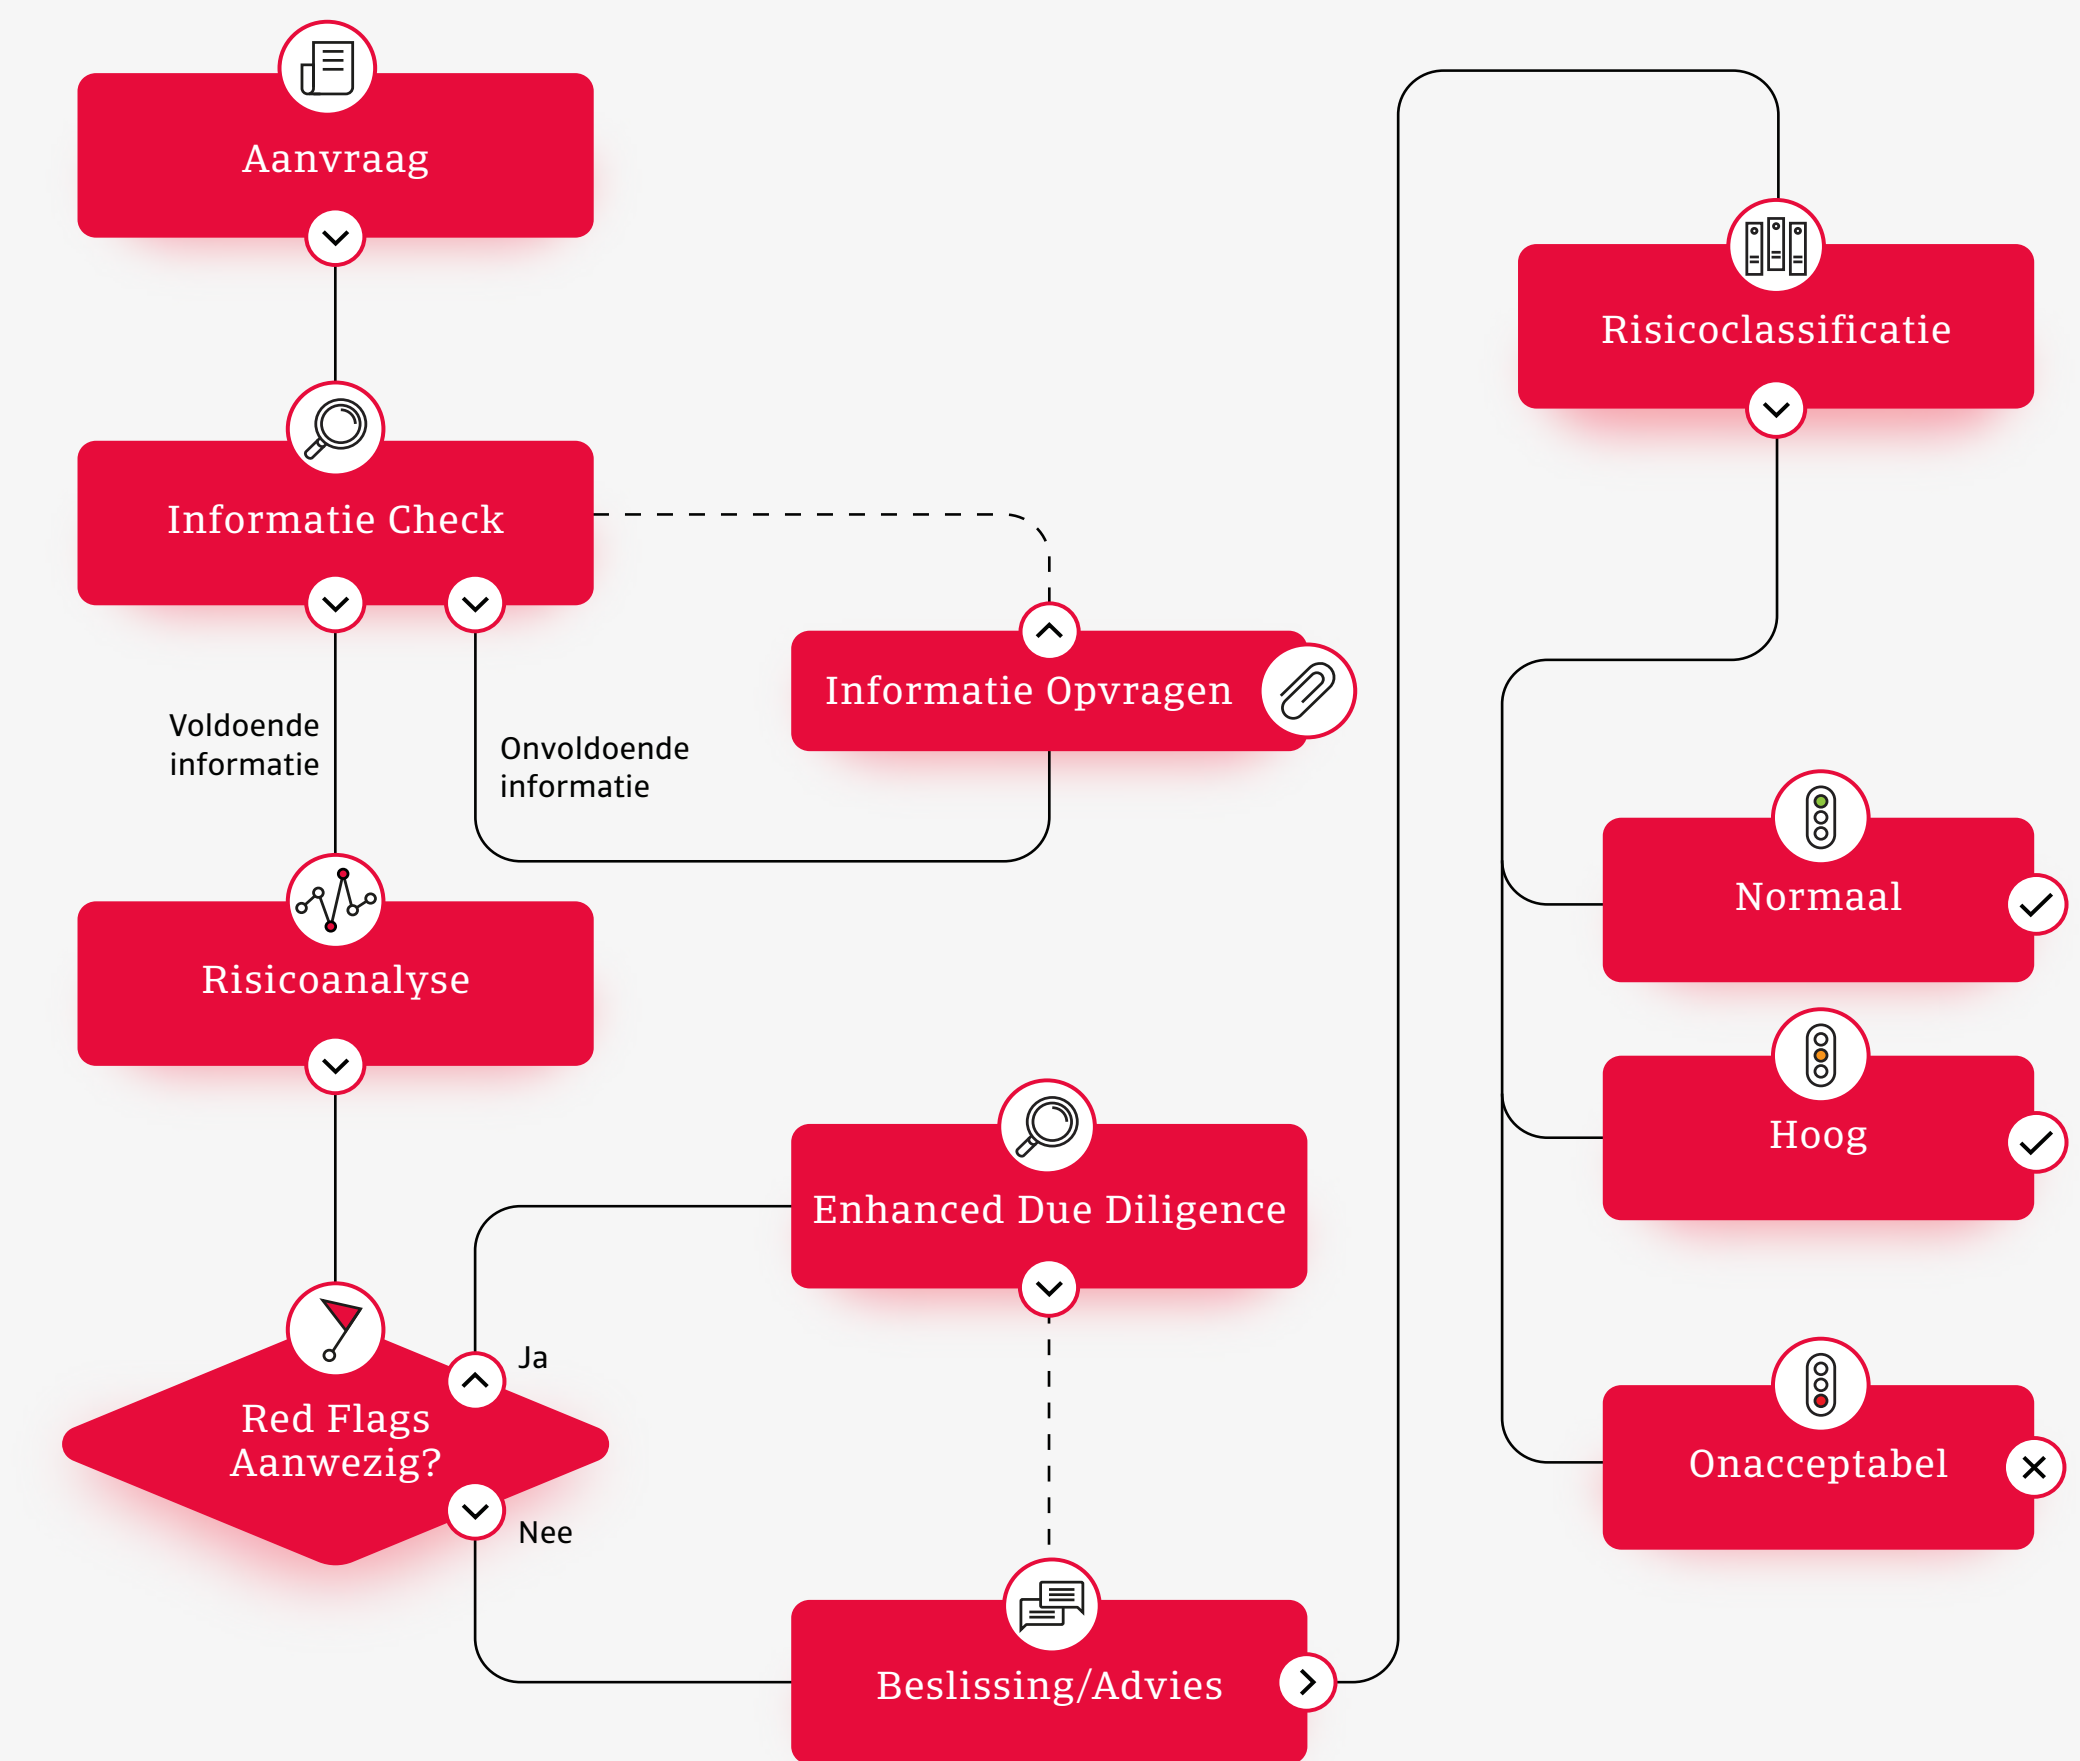 Aanvraag
Informatie Check
Voldoende
informatie
Onvoldoende
informatie
Informatie Opvragen
Risicoanalyse
Red Flags
Aanwezig?
Ja
Nee
Enhanced Due Diligence
Beslissing/Advies
Risicoclassificatie
Normaal
Hoog
Onacceptabel